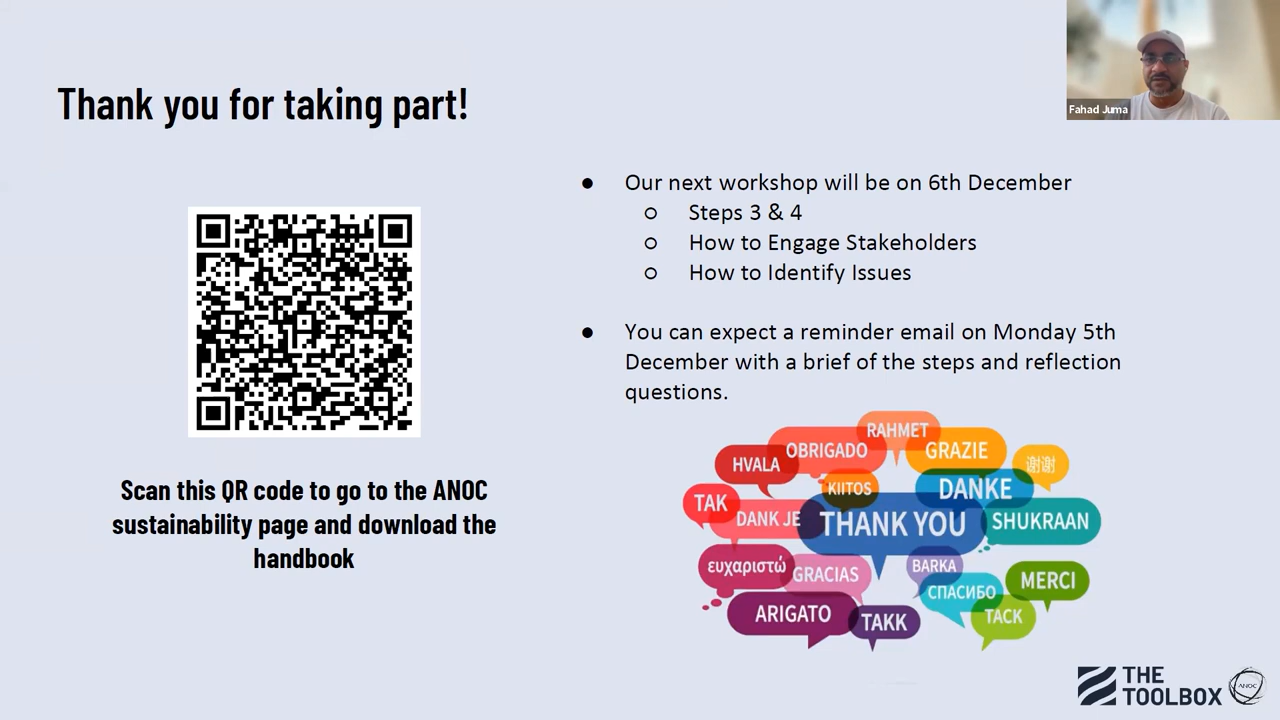 Thank you for taking part!
Fahad Juma
● Our next workshop will be on 6th December
○ Steps 3 & 4
○ How to Engage Stakeholders
○ How to Identify Issues
● You can expect a reminder email on Monday 5th
December with a brief of the steps and reflection
questions.
Scan this QR code to go to the ANOC
sustainability page and download the
handbook
RAHMET
OBRIGADO
GRAZIE
HVALA
谢谢
KIITOS
DANKE
TAK
DANK JE
THANK YOU
SHUKRAAN
ευχαριστώ
GRACIAS
BARKA
СПАСИБО
MERCI
ARIGATO
TAKK
TACK
THE
TOOLBOX
ANOC